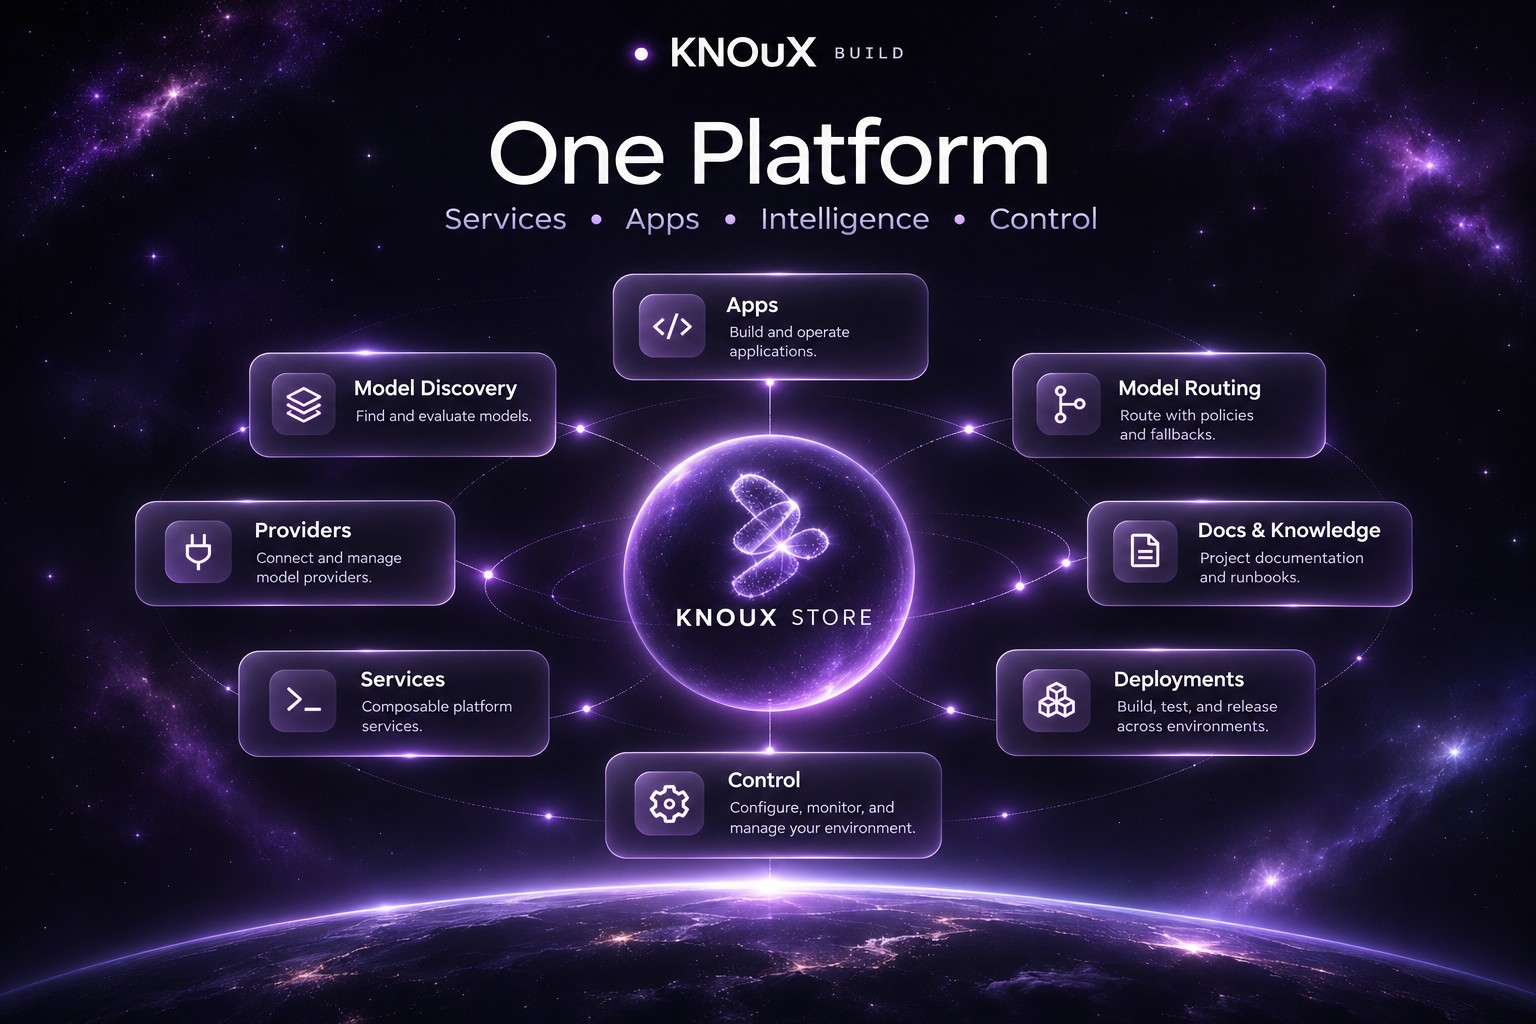 KNOuX BUILD
One Platform
Services • Apps • Intelligence • Control
Apps
Build and operate
applications.
Model Discovery
Find and evaluate models.
Model Routing
Route with policies
and fallbacks.
Providers
Connect and manage
model providers.
KNOUX STORE
Docs & Knowledge
Project documentation
and runbooks.
Services
Composable platform
services.
Deployments
Build, test, and release
across environments.
Control
Configure, monitor, and
manage your environment.